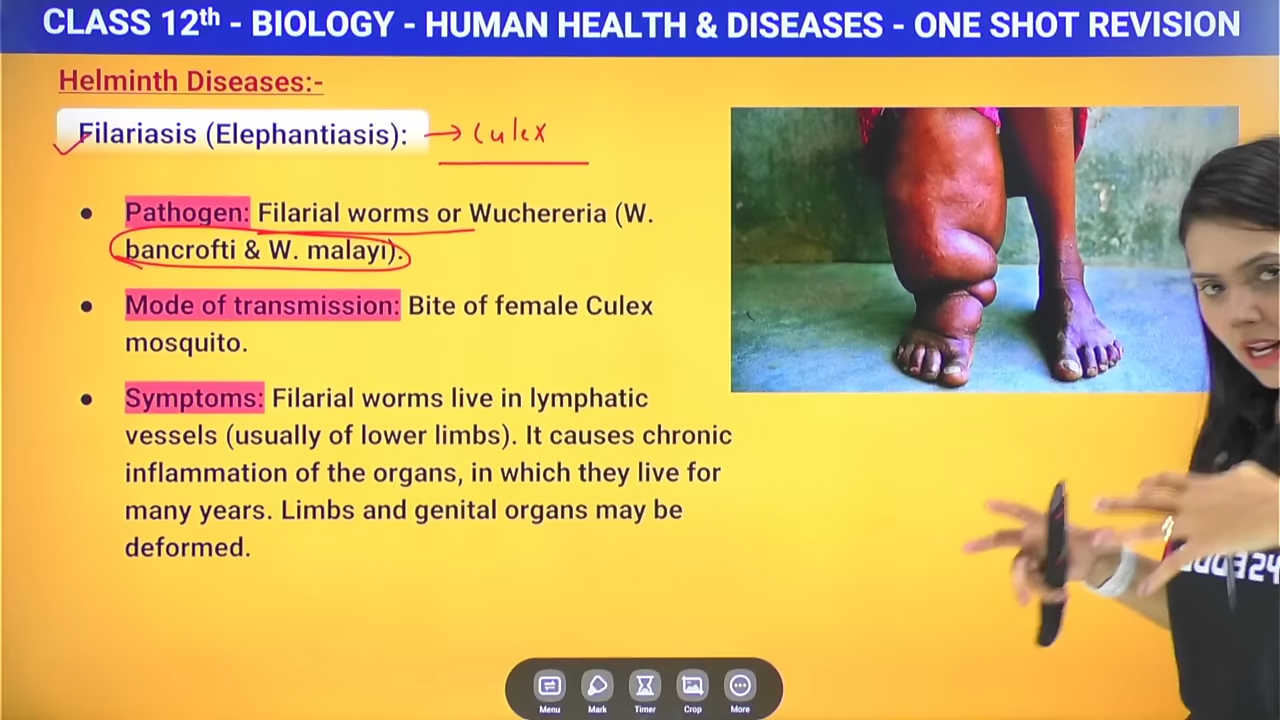 CLASS 12th - BIOLOGY - HUMAN HEALTH & DISEASES - ONE SHOT REVISION
Helminth Diseases:-
Filariasis (Elephantiasis): → Culex
• Pathogen: Filarial worms or Wuchereria (W.
bancrofti & W. malayi).
• Mode of transmission: Bite of female Culex
mosquito.
• Symptoms: Filarial worms live in lymphatic
vessels (usually of lower limbs). It causes chronic
inflammation of the organs, in which they live for
many years. Limbs and genital organs may be
deformed.
Menu Mark Timer Crop More